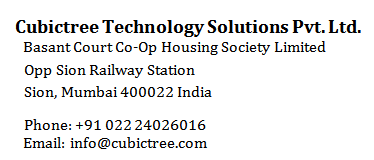 Cubictree Technology Solutions Pvt. Ltd.
Basant Court Co-Op Housing Society Limited
Opp Sion Railway Station
Sion, Mumbai 400022 India
Phone: +91 022 24026016
Email: info@cubictree.com